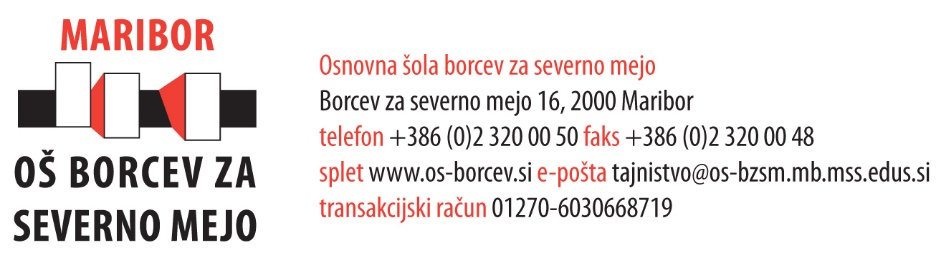 MARIBOR
OŠ BORCEV ZA
SEVERNO MEJO
Osnovna šola borcev za severno mejo
Borcev za severno mejo 16, 2000 Maribor
telefon +386 (0)2 320 00 50 faks +386 (0)2 320 00 48
splet www.os-borcev.si e-pošta tajnistvo@os-bzsm.mb.mss.edus.si
transakcijski račun 01270-6030668719